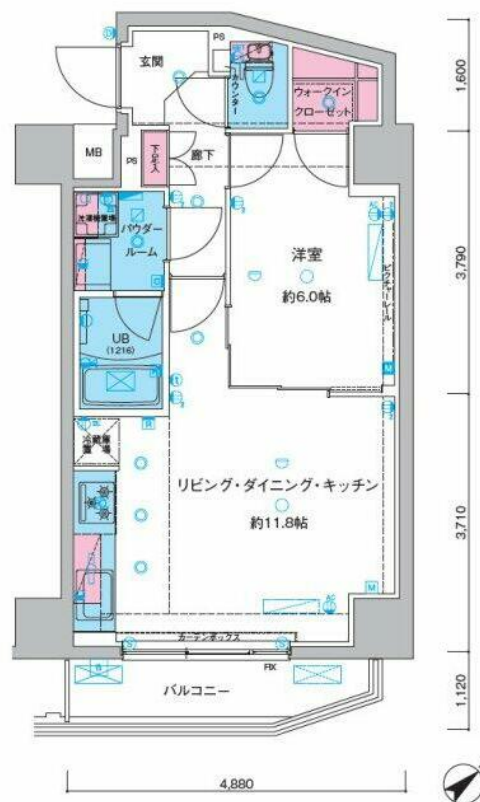 玄関
PS
カウンター
ウォークイン
クローゼット
1,600
MB
PS
下足入
廊下
洗濯機置場
パウダー
ルーム
洋室
約6.0帖
AC
ピクチャーレール
3,790
UB
(1216)
M
冷蔵庫
置場
R
リビング・ダイニング・キッチン
約11.8帖
3,710
M
AC
カーテンボックス
S
S
FIX
バルコニー
1,120
4,880